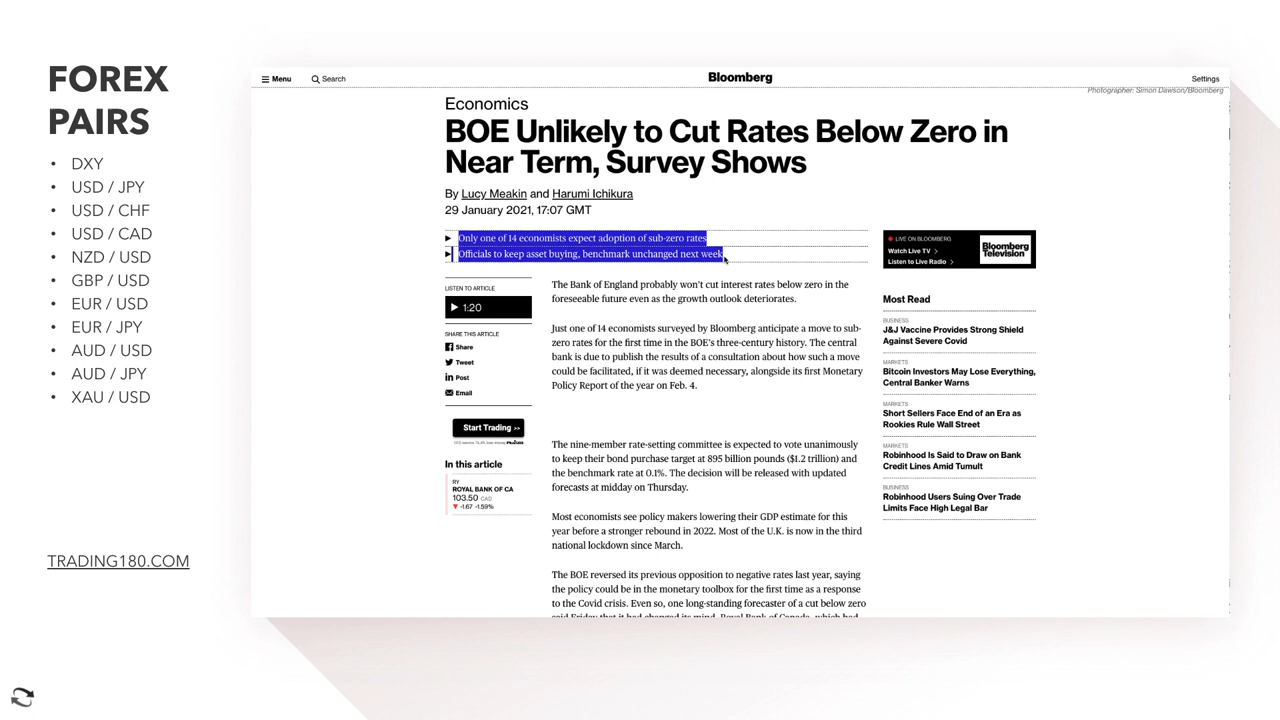 FOREX
PAIRS
• DXY
• USD / JPY
• USD / CHF
• USD / CAD
• NZD / USD
• GBP / USD
• EUR / USD
• EUR / JPY
• AUD / USD
• AUD / JPY
• XAU / USD
TRADING180.COM
Menu
Search
Bloomberg
Settings
Photographer: Simon Dawson/Bloomberg
Economics
BOE Unlikely to Cut Rates Below Zero in
Near Term, Survey Shows
By Lucy Meakin and Harumi Ichikura
29 January 2021, 17:07 GMT
Only one of 14 economists expect adoption of sub-zero rates
Officials to keep asset buying, benchmark unchanged next week
LISTEN TO ARTICLE
1:20
SHARE THIS ARTICLE
Share
Tweet
Post
Email
Start Trading >>
In this article
RY
ROYAL BANK OF CA
103.50 CAD
▼ -1.67 -1.59%
The Bank of England probably won't cut interest rates below zero in the
foreseeable future even as the growth outlook deteriorates.
Just one of 14 economists surveyed by Bloomberg anticipate a move to sub-
zero rates for the first time in the BOE's three-century history. The central
bank is due to publish the results of a consultation about how such a move
could be facilitated, if it was deemed necessary, alongside its first Monetary
Policy Report of the year on Feb. 4.
The nine-member rate-setting committee is expected to vote unanimously
to keep their bond purchase target at 895 billion pounds ($1.2 trillion) and
the benchmark rate at 0.1%. The decision will be released with updated
forecasts at midday on Thursday.
Most economists see policy makers lowering their GDP estimate for this
year before a stronger rebound in 2022. Most of the U.K. is now in the third
national lockdown since March.
The BOE reversed its previous opposition to negative rates last year, saying
the policy could be in the monetary toolbox for the first time as a response
to the Covid crisis. Even so, one long-standing forecaster of a cut below zero
said Friday that it had changed its mind. Royal Bank of Canada, which had
LIVE ON BLOOMBERG
Watch Live TV >
Listen to Live Radio >
Bloomberg
Television
Most Read
BUSINESS
J&J Vaccine Provides Strong Shield
Against Severe Covid
MARKETS
Bitcoin Investors May Lose Everything,
Central Banker Warns
MARKETS
Short Sellers Face End of an Era as
Rookies Rule Wall Street
MARKETS
Robinhood Is Said to Draw on Bank
Credit Lines Amid Tumult
BUSINESS
Robinhood Users Suing Over Trade
Limits Face High Legal Bar